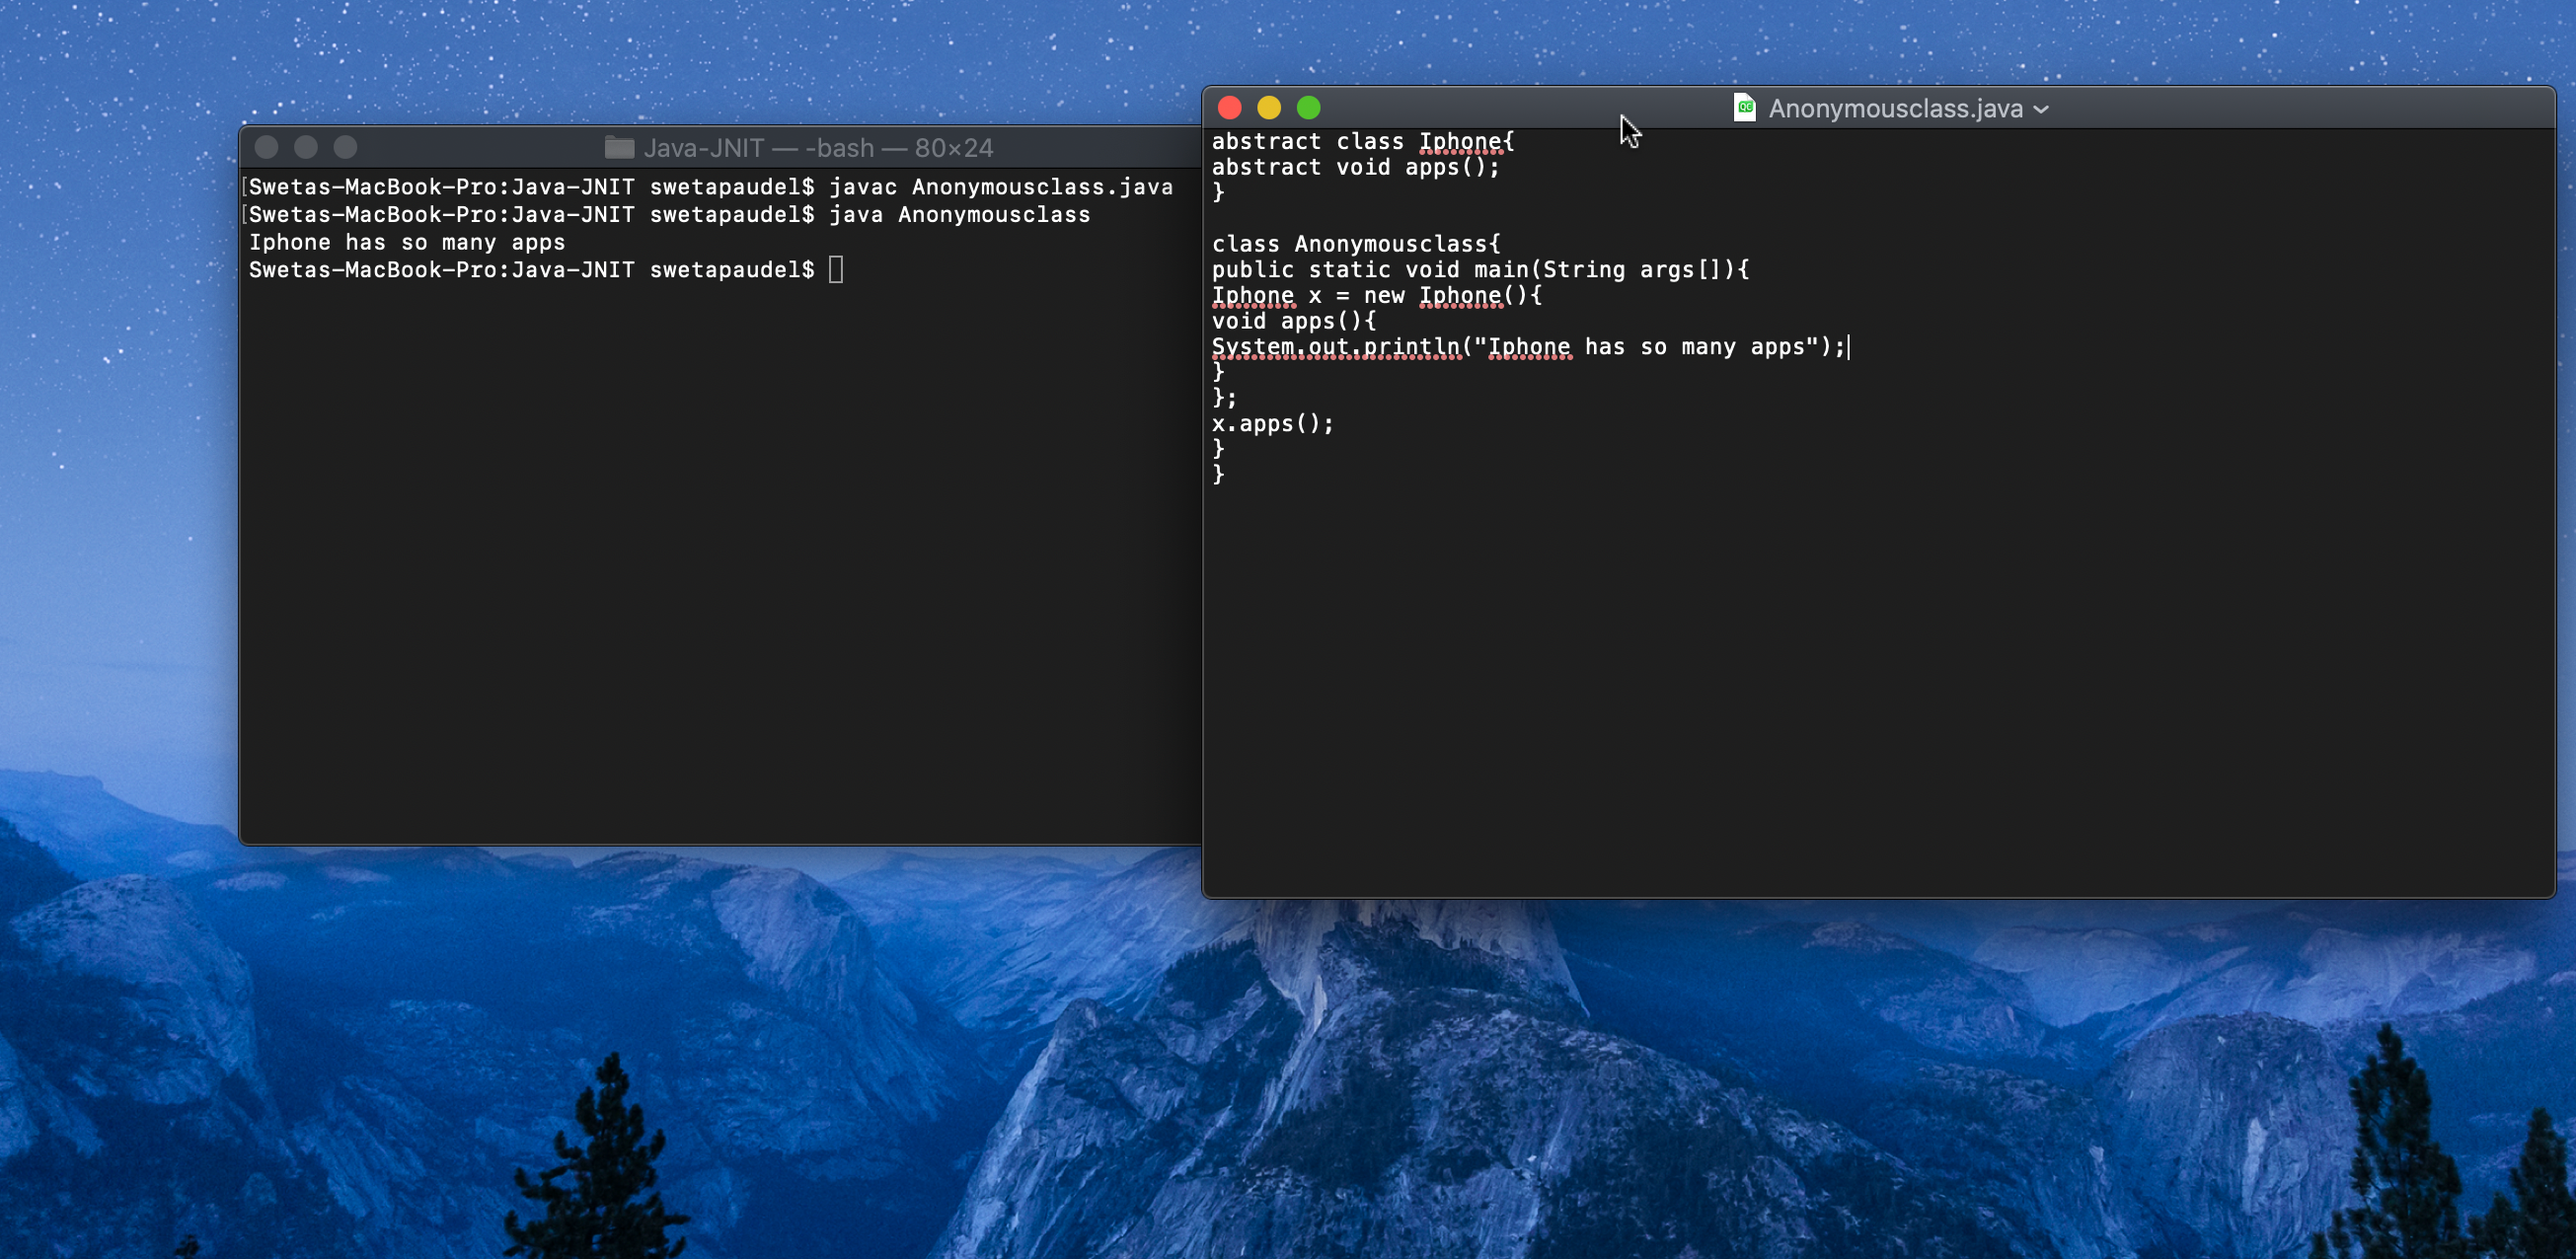 Java-JNIT — -bash — 80×24
[Swetas-MacBook-Pro:Java-JNIT swetapaudel$ javac Anonymousclass.java
[Swetas-MacBook-Pro:Java-JNIT swetapaudel$ java Anonymousclass
Iphone has so many apps
Swetas-MacBook-Pro:Java-JNIT swetapaudel$
Anonymousclass.java
abstract class Iphone{
abstract void apps();
}
class Anonymousclass{
public static void main(String args[]){
Iphone x = new Iphone(){
void apps(){
System.out.println("Iphone has so many apps");
}
};
x.apps();
}
}